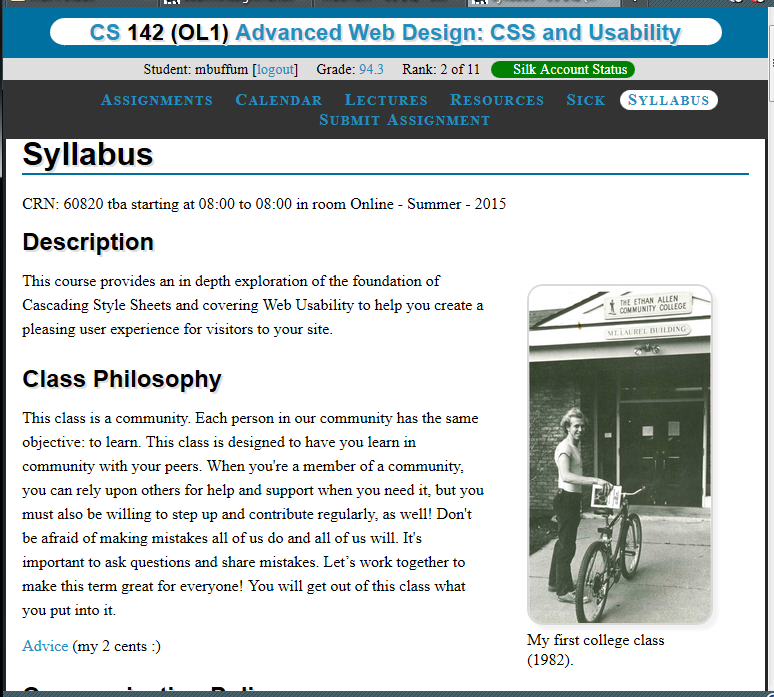 CS 142 (OL1) Advanced Web Design: CSS and Usability
Student: mbuffum [logout] Grade: 94.3 Rank: 2 of 11 Silk Account Status
ASSIGNMENTS CALENDAR LECTURES RESOURCES SICK SYLLABUS
SUBMIT ASSIGNMENT
Syllabus
CRN: 60820 tba starting at 08:00 to 08:00 in room Online - Summer - 2015
Description
This course provides an in depth exploration of the foundation of
Cascading Style Sheets and covering Web Usability to help you create a
pleasing user experience for visitors to your site.
Class Philosophy
This class is a community. Each person in our community has the same
objective: to learn. This class is designed to have you learn in
community with your peers. When you're a member of a community,
you can rely upon others for help and support when you need it, but you
must also be willing to step up and contribute regularly, as well! Don't
be afraid of making mistakes all of us do and all of us will. It's
important to ask questions and share mistakes. Let’s work together to
make this term great for everyone! You will get out of this class what
you put into it.
Advice (my 2 cents :)
THE ETHAN ALLEN
COMMUNITY COLLEGE
MT. LAUREL BUILDING
My first college class
(1982).